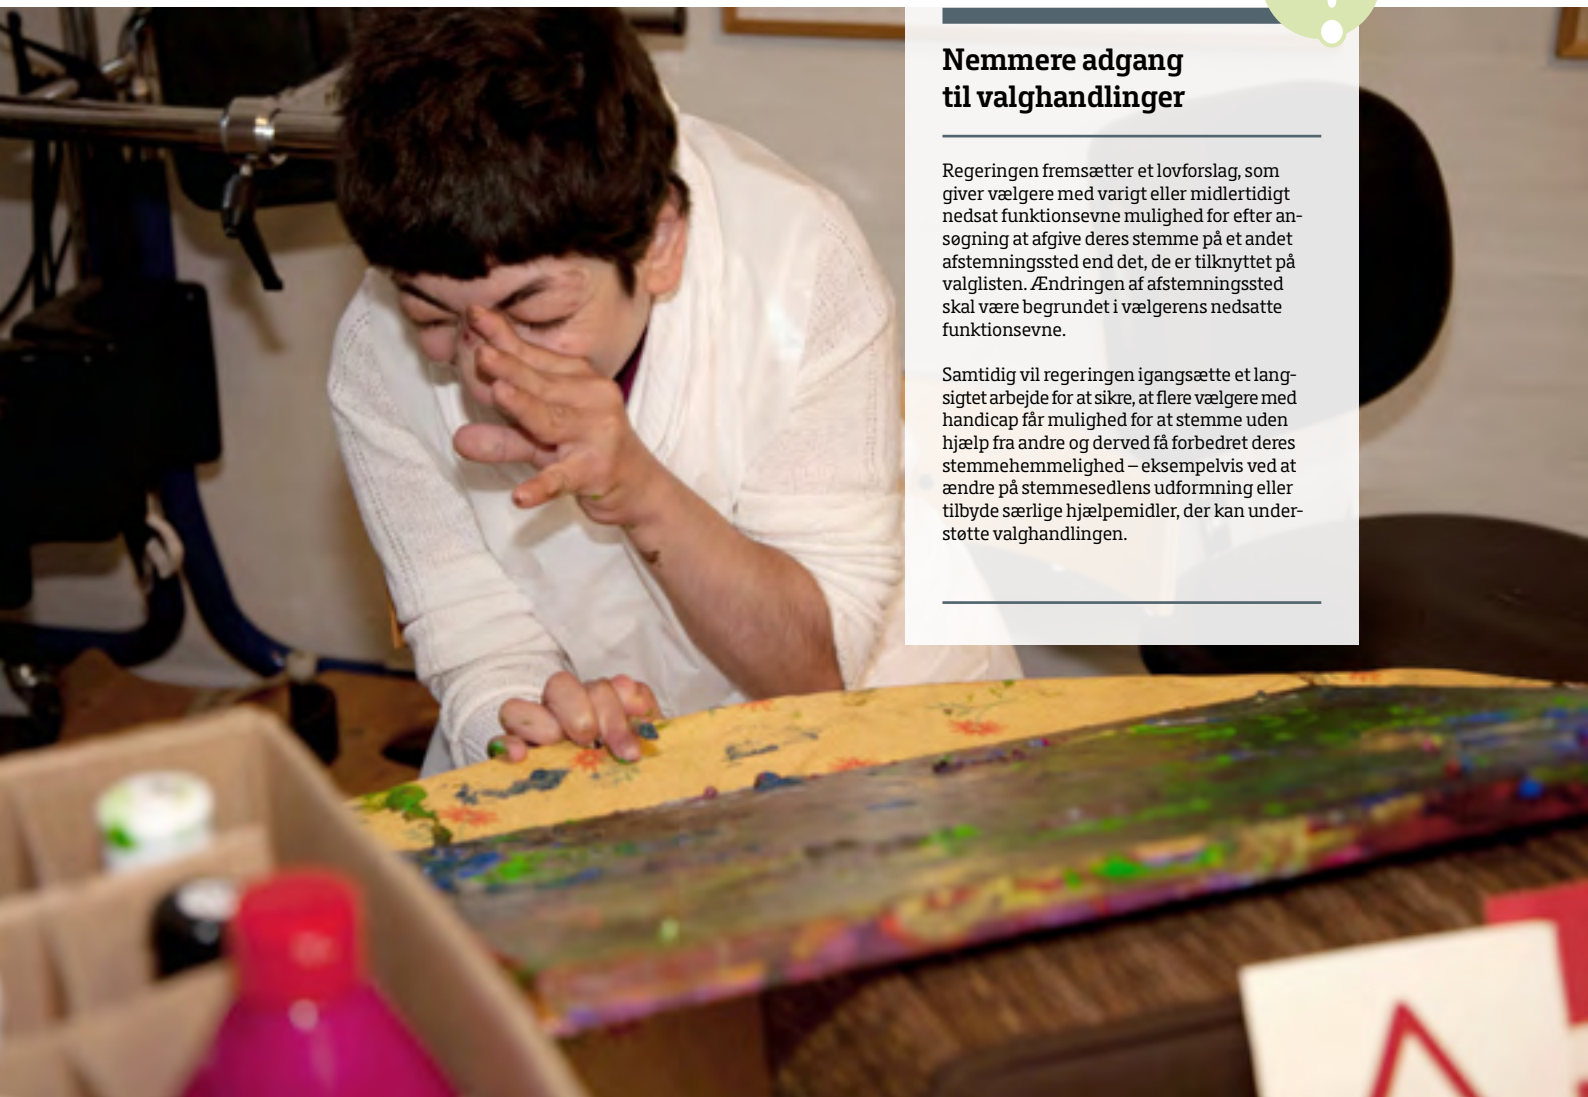 Nemmere adgang
til valghandlinger
Regeringen fremsætter et lovforslag, som
giver vælgere med varigt eller midlertidigt
nedsat funktionsevne mulighed for efter an-
søgning at afgive deres stemme på et andet
afstemningssted end det, de er tilknyttet på
valglisten. Ændringen af afstemningssted
skal være begrundet i vælgerens nedsatte
funktionsevne.
Samtidig vil regeringen igangsætte et lang-
sigtet arbejde for at sikre, at flere vælgere med
handicap får mulighed for at stemme uden
hjælp fra andre og derved få forbedret deres
stemmehemmelighed – eksempelvis ved at
ændre på stemmesedlens udformning eller
tilbyde særlige hjælpemidler, der kan under-
støtte valghandlingen.